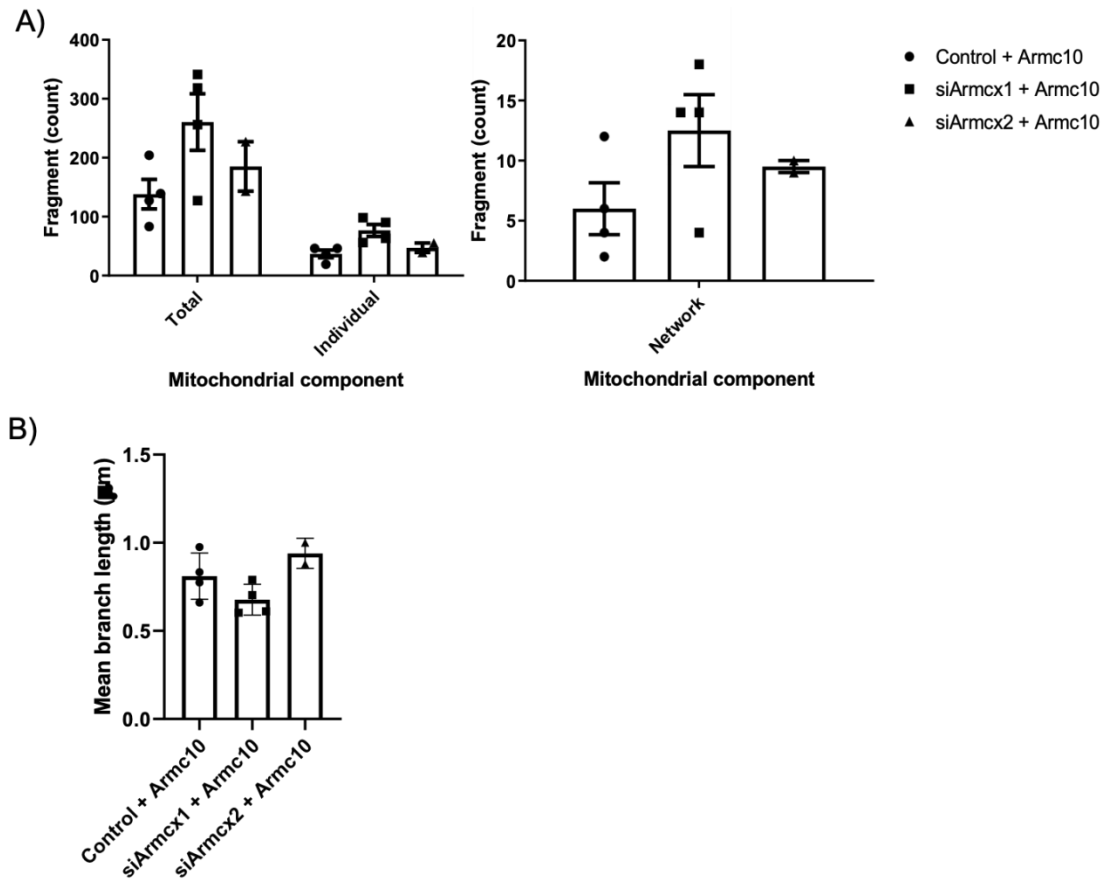 A)
400
300
200
100
0
Fragment (count)
Total
Individual
Mitochondrial component
20
15
10
5
0
Fragment (count)
Network
Mitochondrial component
Control + Armc10
siArmcx1 + Armc10
siArmcx2 + Armc10
B)
1.5
1.0
0.5
0.0
Mean branch length (µm)
Control + Armc10
siArmcx1 + Armc10
siArmcx2 + Armc10